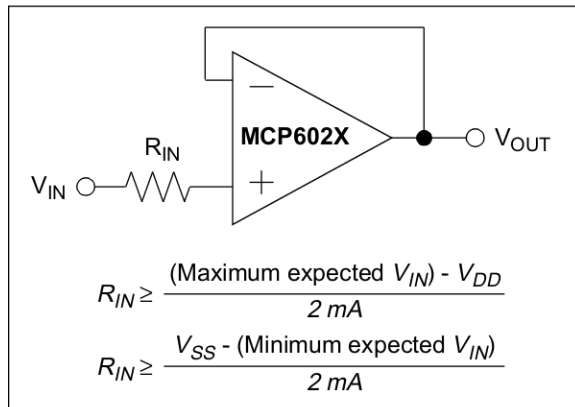 −
MCP602X
V_OUT
R_IN
V_IN
+
R_IN ≥ (Maximum expected V_IN) - V_DD
2 mA
R_IN ≥ V_SS - (Minimum expected V_IN)
2 mA